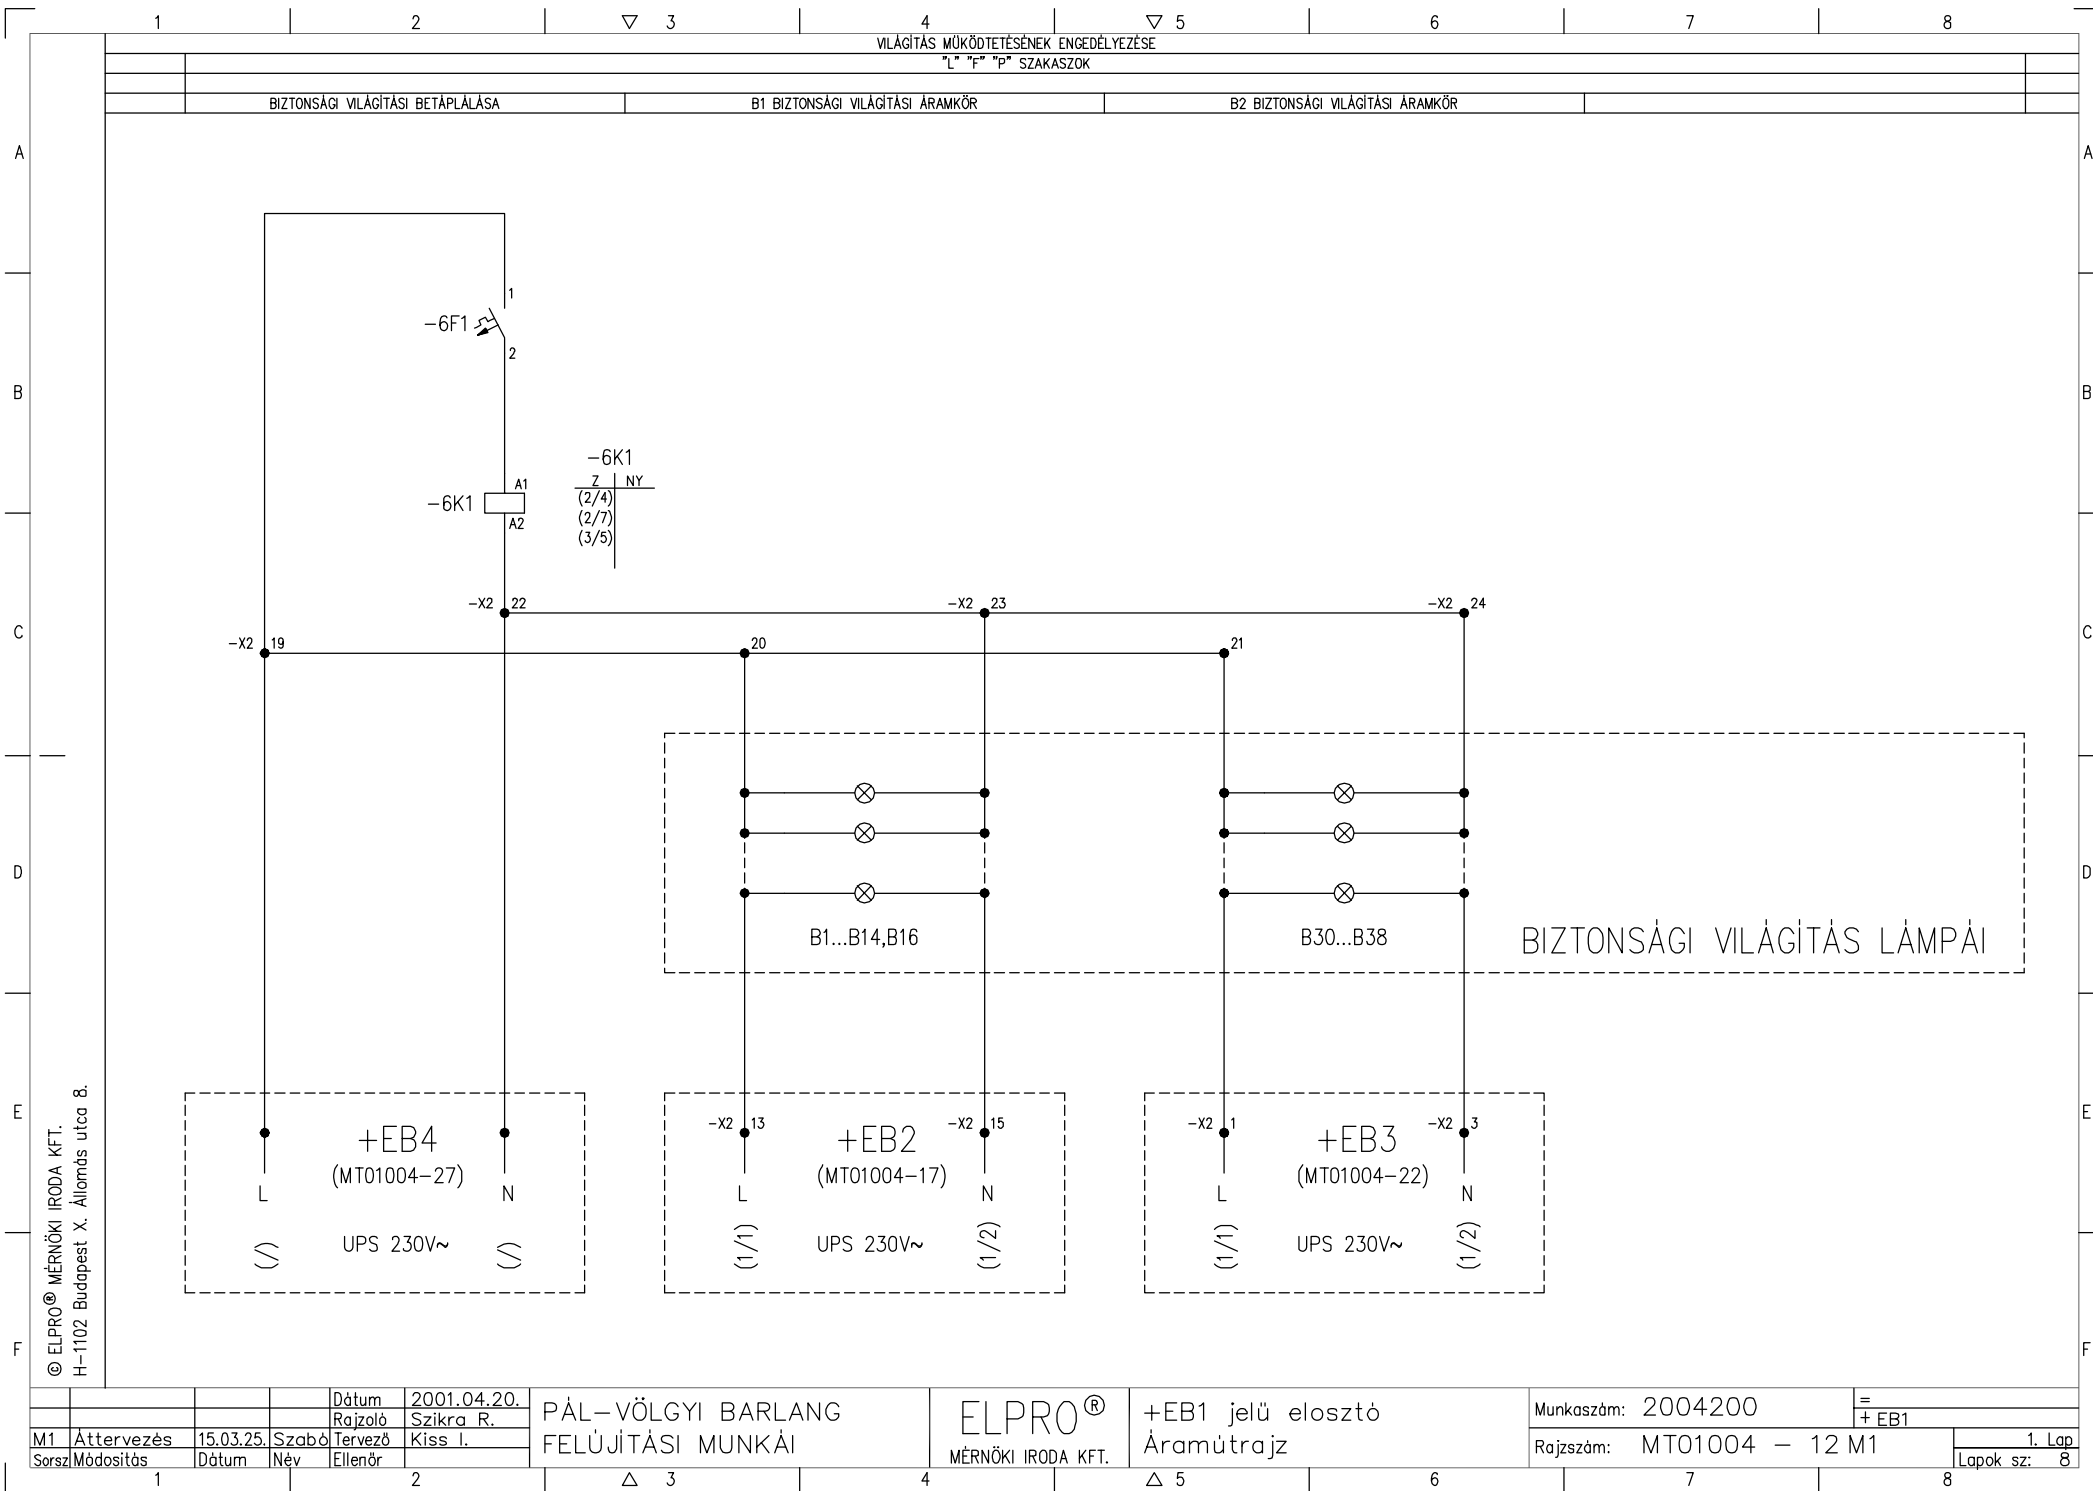 1 2 3 4 5 6 7 8
VILÁGÍTÁS MŰKÖDTETÉSÉNEK ENGEDÉLYEZÉSE
"L" "F" "P" SZAKASZOK
BIZTONSÁGI VILÁGÍTÁSI BETÁPLÁLÁSA
B1 BIZTONSÁGI VILÁGÍTÁSI ÁRAMKÖR
B2 BIZTONSÁGI VILÁGÍTÁSI ÁRAMKÖR
A A
1
-6F1
2
B B
-6K1
Z NY
(2/4)
(2/7)
(3/5)
A1
-6K1
A2
-X2 22
-X2 23
-X2 24
C C
-X2 19
20
21
D D
B1...B14,B16
B30...B38
BIZTONSÁGI VILÁGÍTÁS LÁMPÁI
E E
+EB4
(MT01004-27)
L N
UPS 230V~
(/) (/)
-X2 13
-X2 15
+EB2
(MT01004-17)
L N
UPS 230V~
(1/1) (1/2)
-X2 1
-X2 3
+EB3
(MT01004-22)
L N
UPS 230V~
(1/1) (1/2)
F F
© ELPRO® MÉRNÖKI IRODA KFT.
H-1102 Budapest X. Állomás utca 8.
Dátum 2001.04.20.
Rajzoló Szikra R.
M1 Áttervezés 15.03.25. Szabó Tervező Kiss I.
Sorsz Módosítás Dátum Név Ellenőr
PÁL-VÖLGYI BARLANG
FELÚJÍTÁSI MUNKÁI
ELPRO®
MÉRNÖKI IRODA KFT.
+EB1 jelű elosztó
Áramútrajz
Munkaszám: 2004200
Rajzszám: MT01004 - 12 M1
=
+ EB1
1. Lap
Lapok sz: 8
1 2 3 4 5 6 7 8